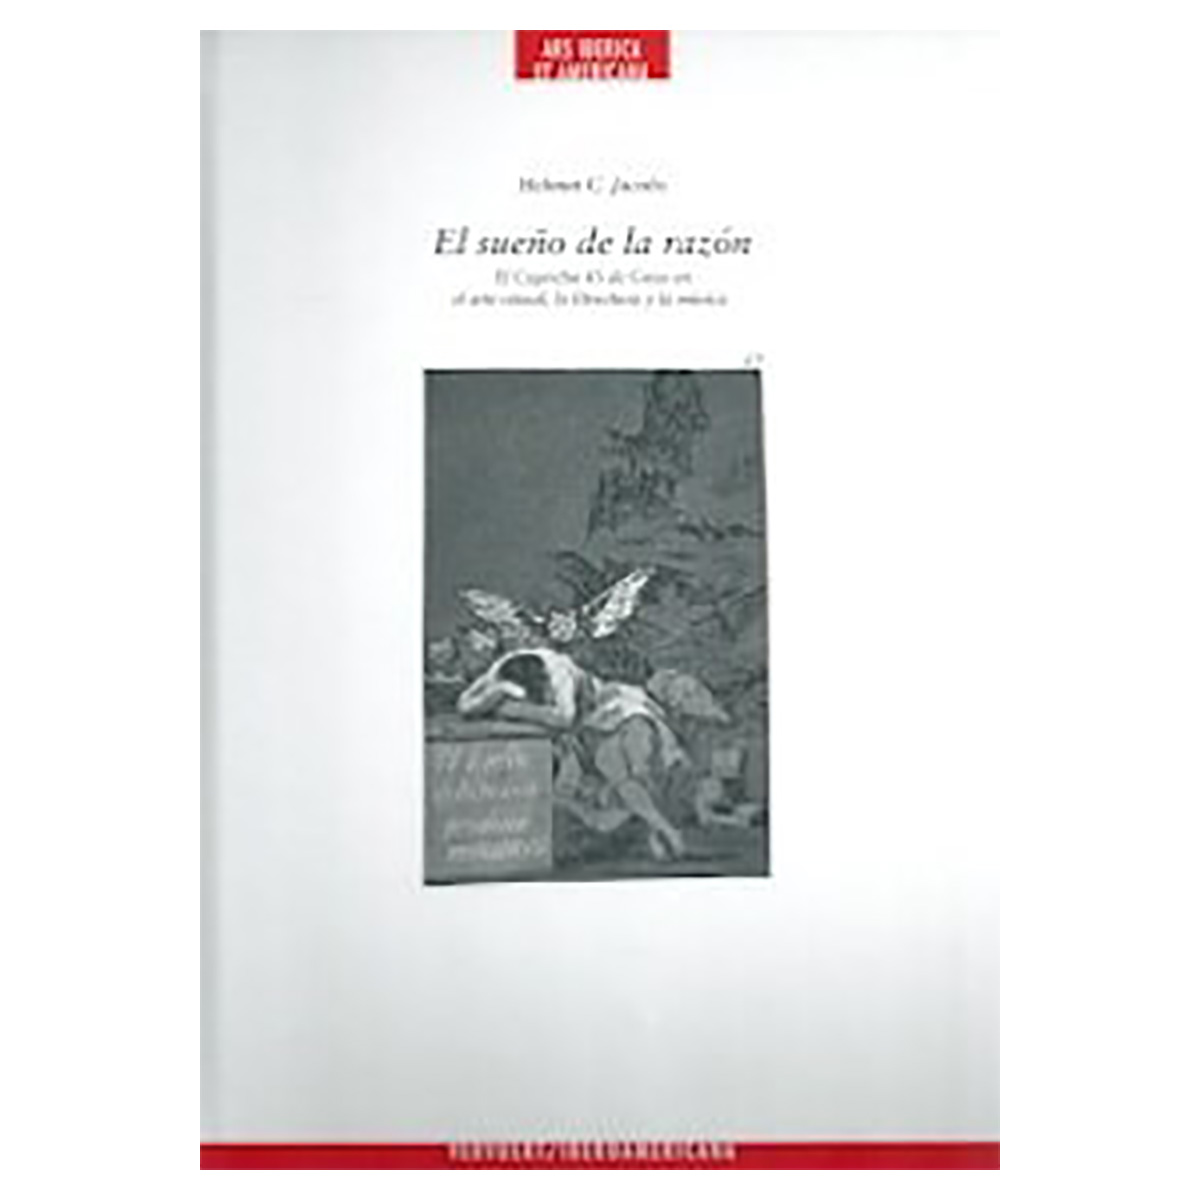 ARS IBERICA
ET AMERICANA
Helmut C. Jacobs
El sueño de la razón
El Capricho 43 de Goya en
el arte visual, la literatura y la música
43
El sueño
de la razon
produce
monstruos
VERVUERT/IBEROAMERICANA